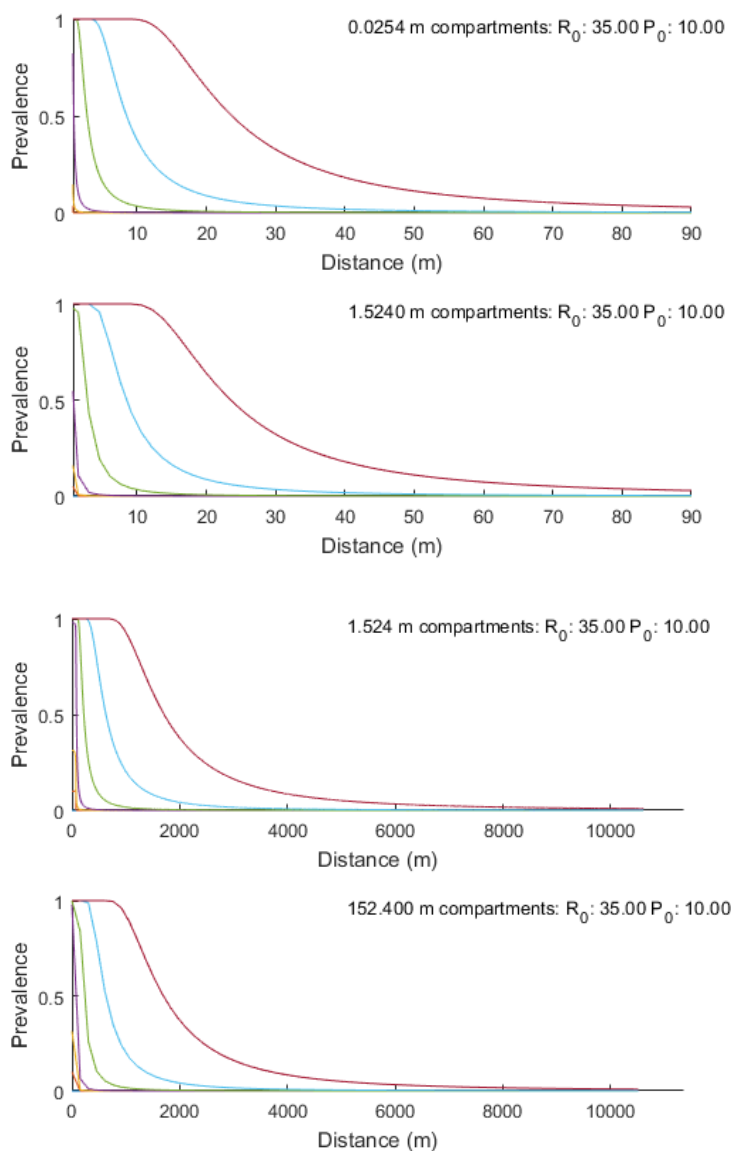 0.0254 m compartments: R0: 35.00 P0: 10.00
Prevalence
1
0.5
0
10 20 30 40 50 60 70 80 90
Distance (m)
1.5240 m compartments: R0: 35.00 P0: 10.00
Prevalence
1
0.5
0
10 20 30 40 50 60 70 80 90
Distance (m)
1.524 m compartments: R0: 35.00 P0: 10.00
Prevalence
1
0.5
0
0 2000 4000 6000 8000 10000
Distance (m)
152.400 m compartments: R0: 35.00 P0: 10.00
Prevalence
1
0.5
0
0 2000 4000 6000 8000 10000
Distance (m)